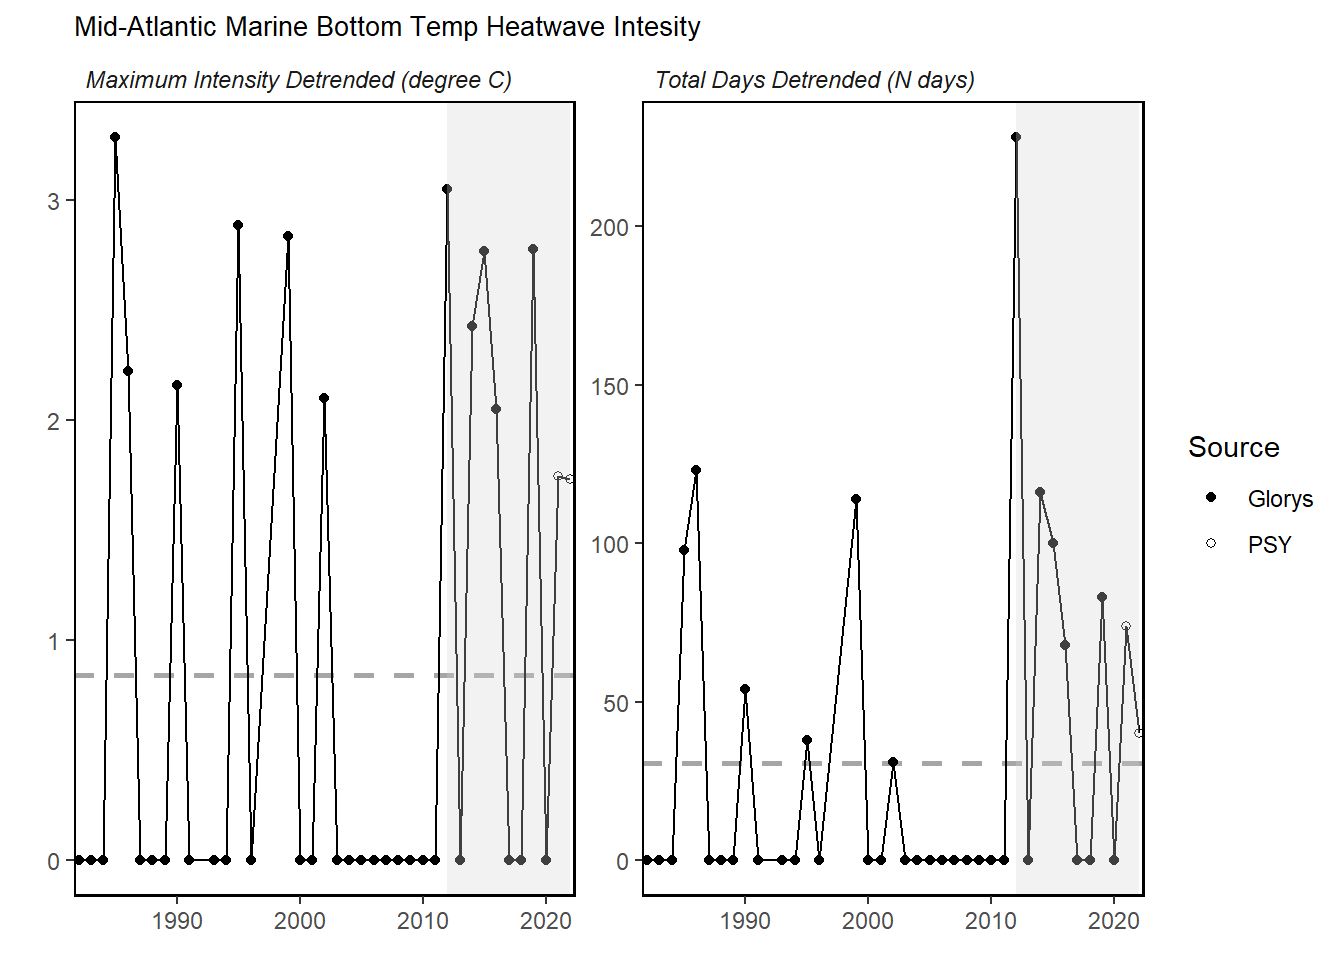 Mid-Atlantic Marine Bottom Temp Heatwave Intesity
Maximum Intensity Detrended (degree C)
3
2
1
0
1990 2000 2010 2020
Total Days Detrended (N days)
200
150
100
50
0
1990 2000 2010 2020
Source
Glorys
PSY